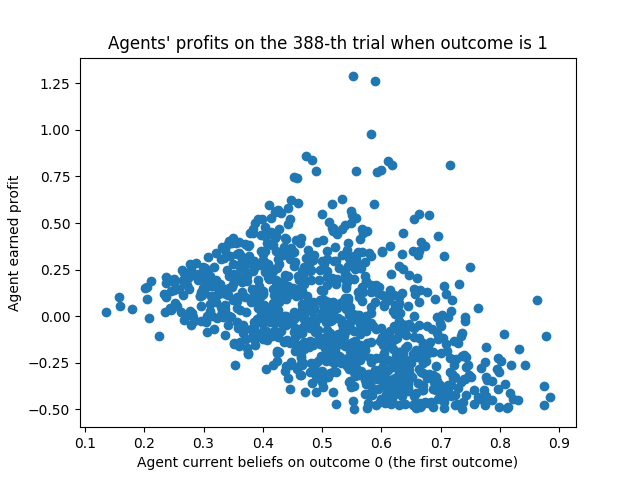 Agents' profits on the 388-th trial when outcome is 1
Agent earned profit
1.25
1.00
0.75
0.50
0.25
0.00
−0.25
−0.50
0.1 0.2 0.3 0.4 0.5 0.6 0.7 0.8 0.9
Agent current beliefs on outcome 0 (the first outcome)